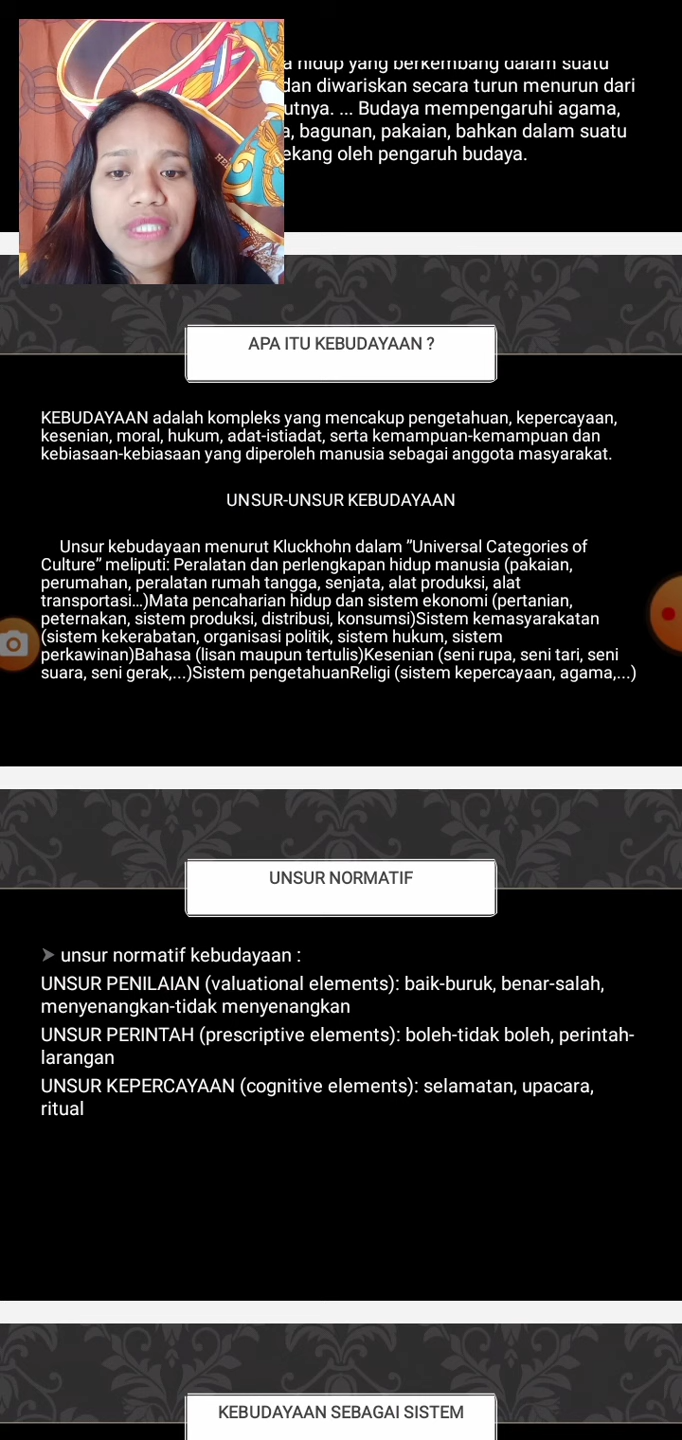 hidup yang berkembang dalam suatu
dan diwariskan secara turun menurun dari
utnya. ... Budaya mempengaruhi agama,
a, bagunan, pakaian, bahkan dalam suatu
ekang oleh pengaruh budaya.
APA ITU KEBUDAYAAN ?
KEBUDAYAAN adalah kompleks yang mencakup pengetahuan, kepercayaan,
kesenian, moral, hukum, adat-istiadat, serta kemampuan-kemampuan dan
kebiasaan-kebiasaan yang diperoleh manusia sebagai anggota masyarakat.
UNSUR-UNSUR KEBUDAYAAN
Unsur kebudayaan menurut Kluckhohn dalam ”Universal Categories of
Culture” meliputi: Peralatan dan perlengkapan hidup manusia (pakaian,
perumahan, peralatan rumah tangga, senjata, alat produksi, alat
transportasi…)Mata pencaharian hidup dan sistem ekonomi (pertanian,
peternakan, sistem produksi, distribusi, konsumsi)Sistem kemasyarakatan
(sistem kekerabatan, organisasi politik, sistem hukum, sistem
perkawinan)Bahasa (lisan maupun tertulis)Kesenian (seni rupa, seni tari, seni
suara, seni gerak,...)Sistem pengetahuanReligi (sistem kepercayaan, agama,...)
UNSUR NORMATIF
➤ unsur normatif kebudayaan :
UNSUR PENILAIAN (valuational elements): baik-buruk, benar-salah,
menyenangkan-tidak menyenangkan
UNSUR PERINTAH (prescriptive elements): boleh-tidak boleh, perintah-
larangan
UNSUR KEPERCAYAAN (cognitive elements): selamatan, upacara,
ritual
KEBUDAYAAN SEBAGAI SISTEM